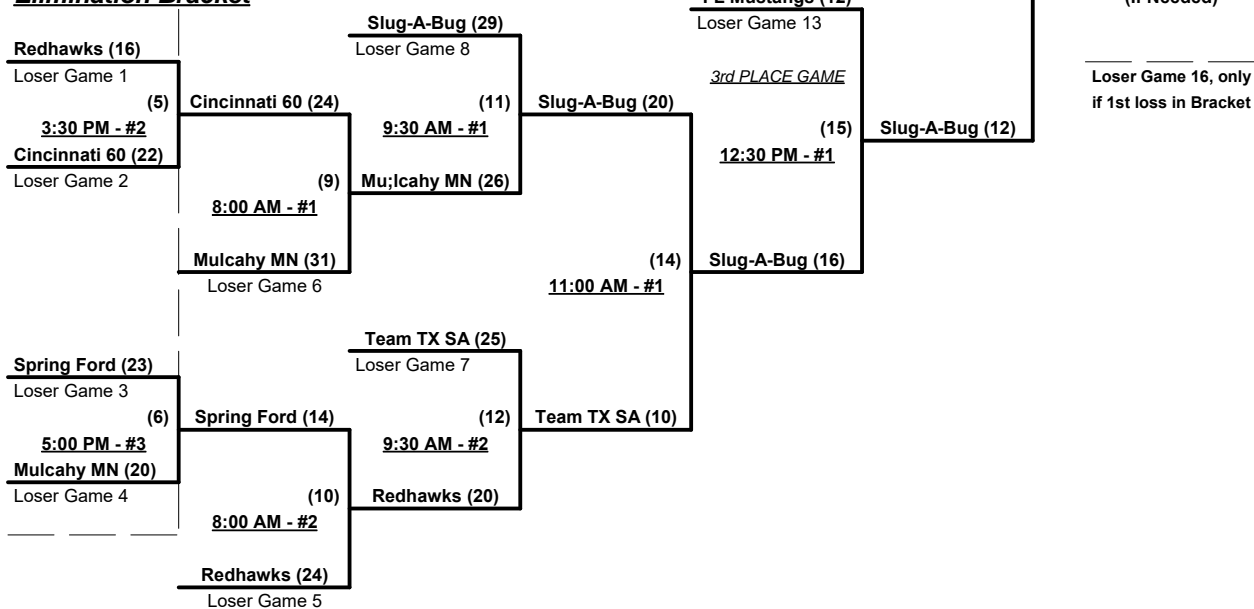 Elimination Bracket
FL Mustangs (12)
(If Needed)
Slug-A-Bug (29)
Loser Game 13
Redhawks (16)
Loser Game 8
Loser Game 1
3rd PLACE GAME
Loser Game 16, only
if 1st loss in Bracket
(5)
Cincinnati 60 (24)
(11)
Slug-A-Bug (20)
3:30 PM - #2
9:30 AM - #1
(15)
Slug-A-Bug (12)
Cincinnati 60 (22)
12:30 PM - #1
Loser Game 2
(9)
Mu;lcahy MN (26)
8:00 AM - #1
Mulcahy MN (31)
(14)
Slug-A-Bug (16)
Loser Game 6
11:00 AM - #1
Team TX SA (25)
Spring Ford (23)
Loser Game 7
Loser Game 3
(6)
Spring Ford (14)
(12)
Team TX SA (10)
5:00 PM - #3
9:30 AM - #2
Mulcahy MN (20)
Loser Game 4
(10)
Redhawks (20)
8:00 AM - #2
Redhawks (24)
Loser Game 5